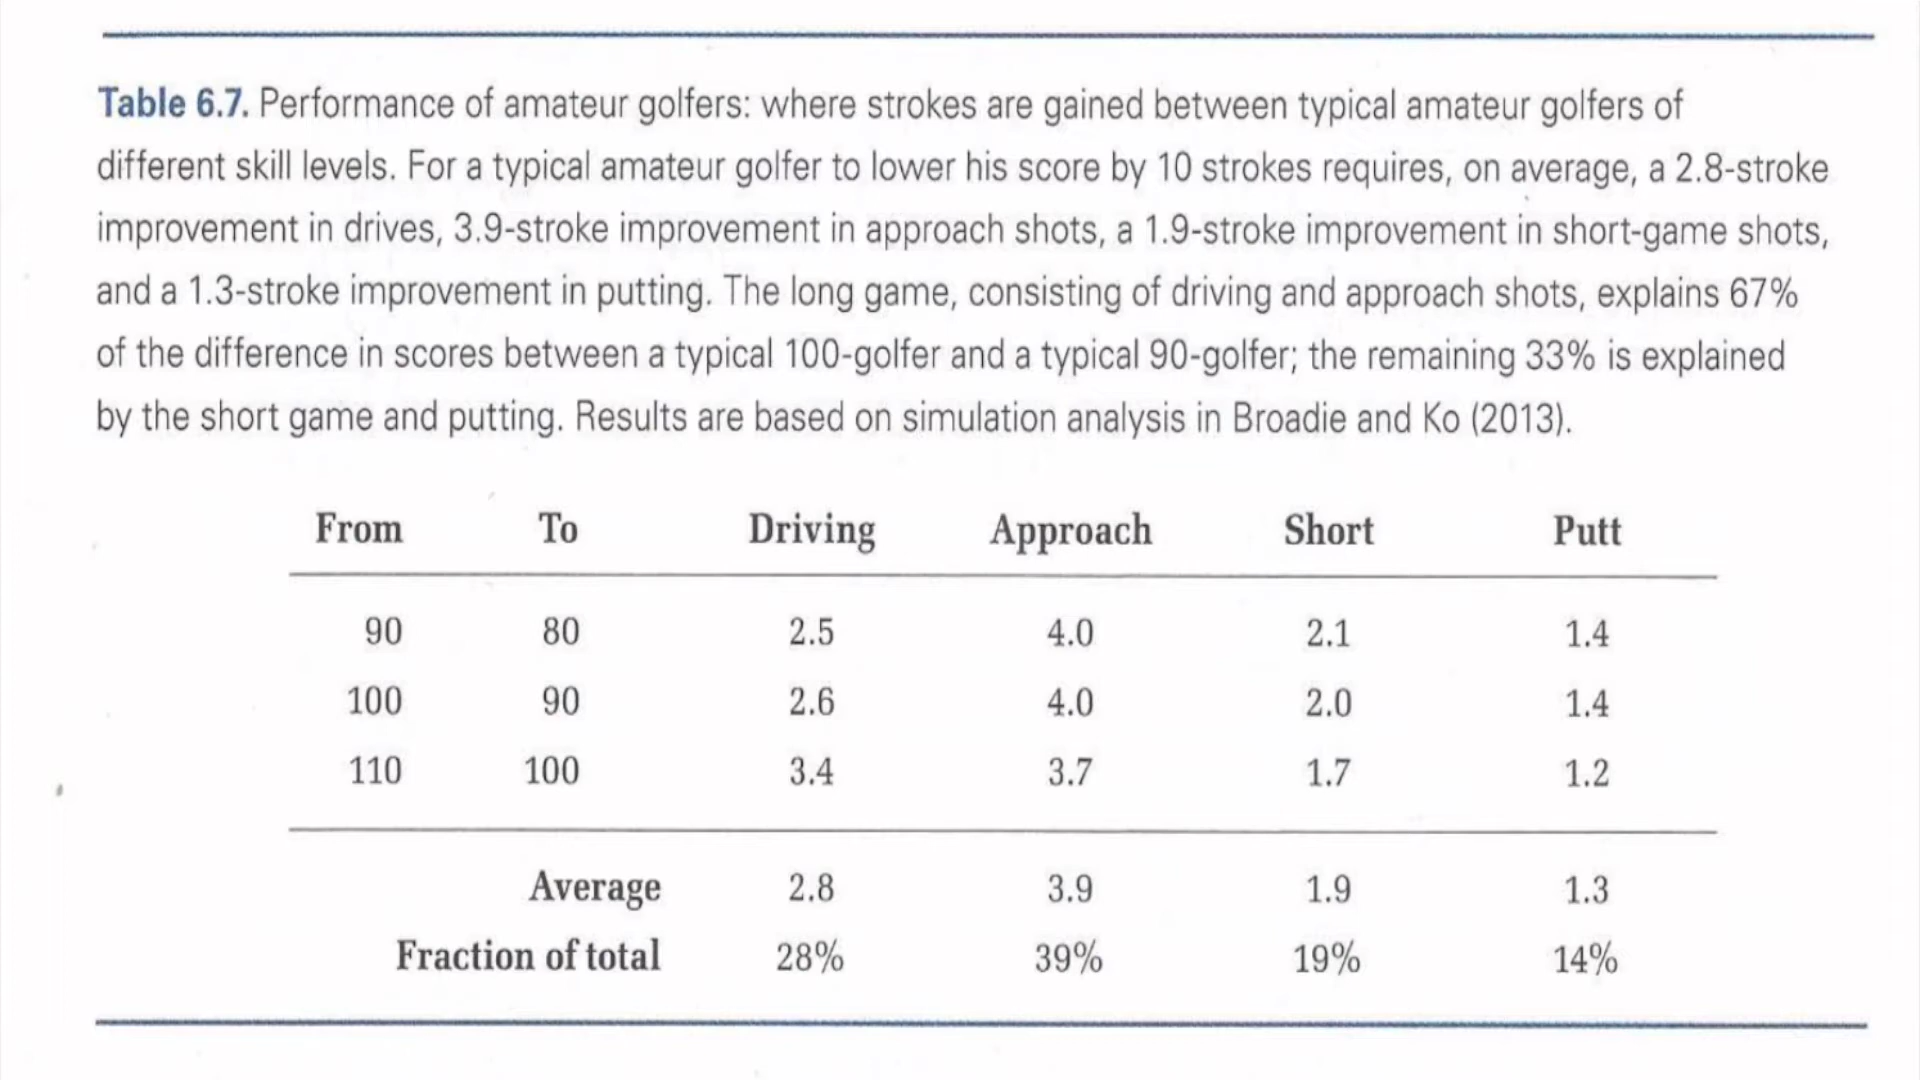 Table 6.7. Performance of amateur golfers: where strokes are gained between typical amateur golfers of
different skill levels. For a typical amateur golfer to lower his score by 10 strokes requires, on average, a 2.8-stroke
improvement in drives, 3.9-stroke improvement in approach shots, a 1.9-stroke improvement in short-game shots,
and a 1.3-stroke improvement in putting. The long game, consisting of driving and approach shots, explains 67%
of the difference in scores between a typical 100-golfer and a typical 90-golfer; the remaining 33% is explained
by the short game and putting. Results are based on simulation analysis in Broadie and Ko (2013).
From To Driving Approach Short Putt
90 80 2.5 4.0 2.1 1.4
100 90 2.6 4.0 2.0 1.4
110 100 3.4 3.7 1.7 1.2
Average 2.8 3.9 1.9 1.3
Fraction of total 28% 39% 19% 14%